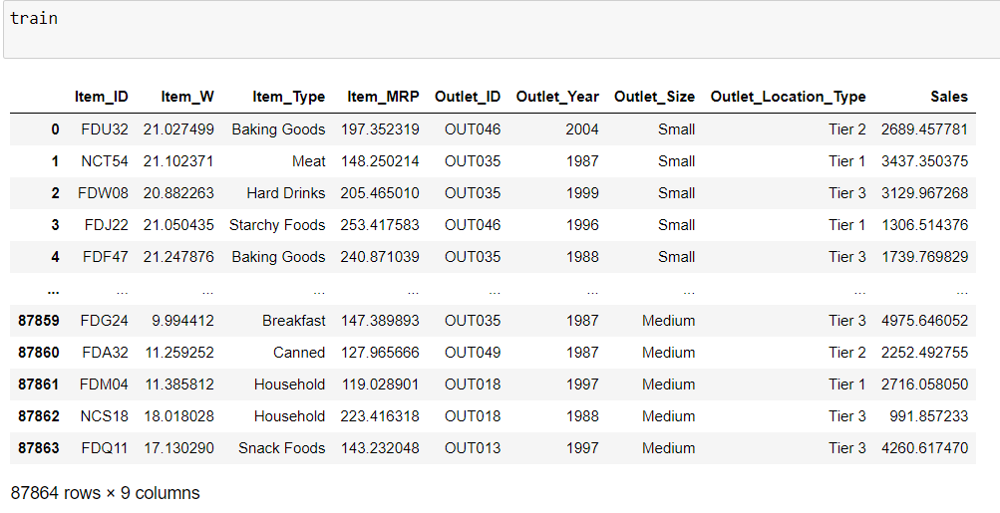 train
Item_ID Item_W Item_Type Item_MRP Outlet_ID Outlet_Year Outlet_Size Outlet_Location_Type Sales
0 FDU32 21.027499 Baking Goods 197.352319 OUT046 2004 Small Tier 2 2689.457781
1 NCT54 21.102371 Meat 148.250214 OUT035 1987 Small Tier 1 3437.350375
2 FDW08 20.882263 Hard Drinks 205.465010 OUT035 1999 Small Tier 3 3129.967268
3 FDJ22 21.050435 Starchy Foods 253.417583 OUT046 1996 Small Tier 1 1306.514376
4 FDF47 21.247876 Baking Goods 240.871039 OUT035 1988 Small Tier 3 1739.769829
... ... ... ... ... ... ... ... ... ...
87859 FDG24 9.994412 Breakfast 147.389893 OUT035 1987 Medium Tier 3 4975.646052
87860 FDA32 11.259252 Canned 127.965666 OUT049 1987 Medium Tier 2 2252.492755
87861 FDM04 11.385812 Household 119.028901 OUT018 1997 Medium Tier 1 2716.058050
87862 NCS18 18.018028 Household 223.416318 OUT018 1988 Medium Tier 3 991.857233
87863 FDQ11 17.130290 Snack Foods 143.232048 OUT013 1997 Medium Tier 3 4260.617470
87864 rows × 9 columns